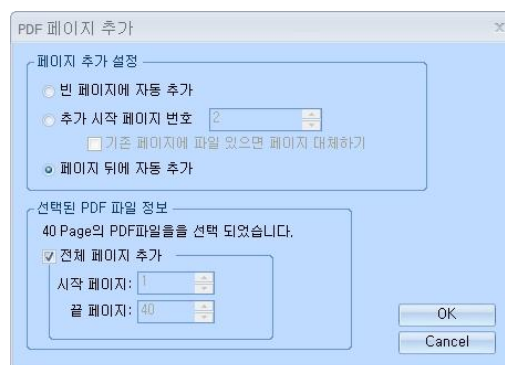 PDF 페이지 추가
페이지 추가 설정
빈 페이지에 자동 추가
추가 시작 페이지 번호 2
기존 페이지에 파일 있으면 페이지 대체하기
페이지 뒤에 자동 추가
선택된 PDF 파일 정보
40 Page의 PDF파일을을 선택 되었습니다.
전체 페이지 추가
시작 페이지: 1
끝 페이지: 40
OK
Cancel